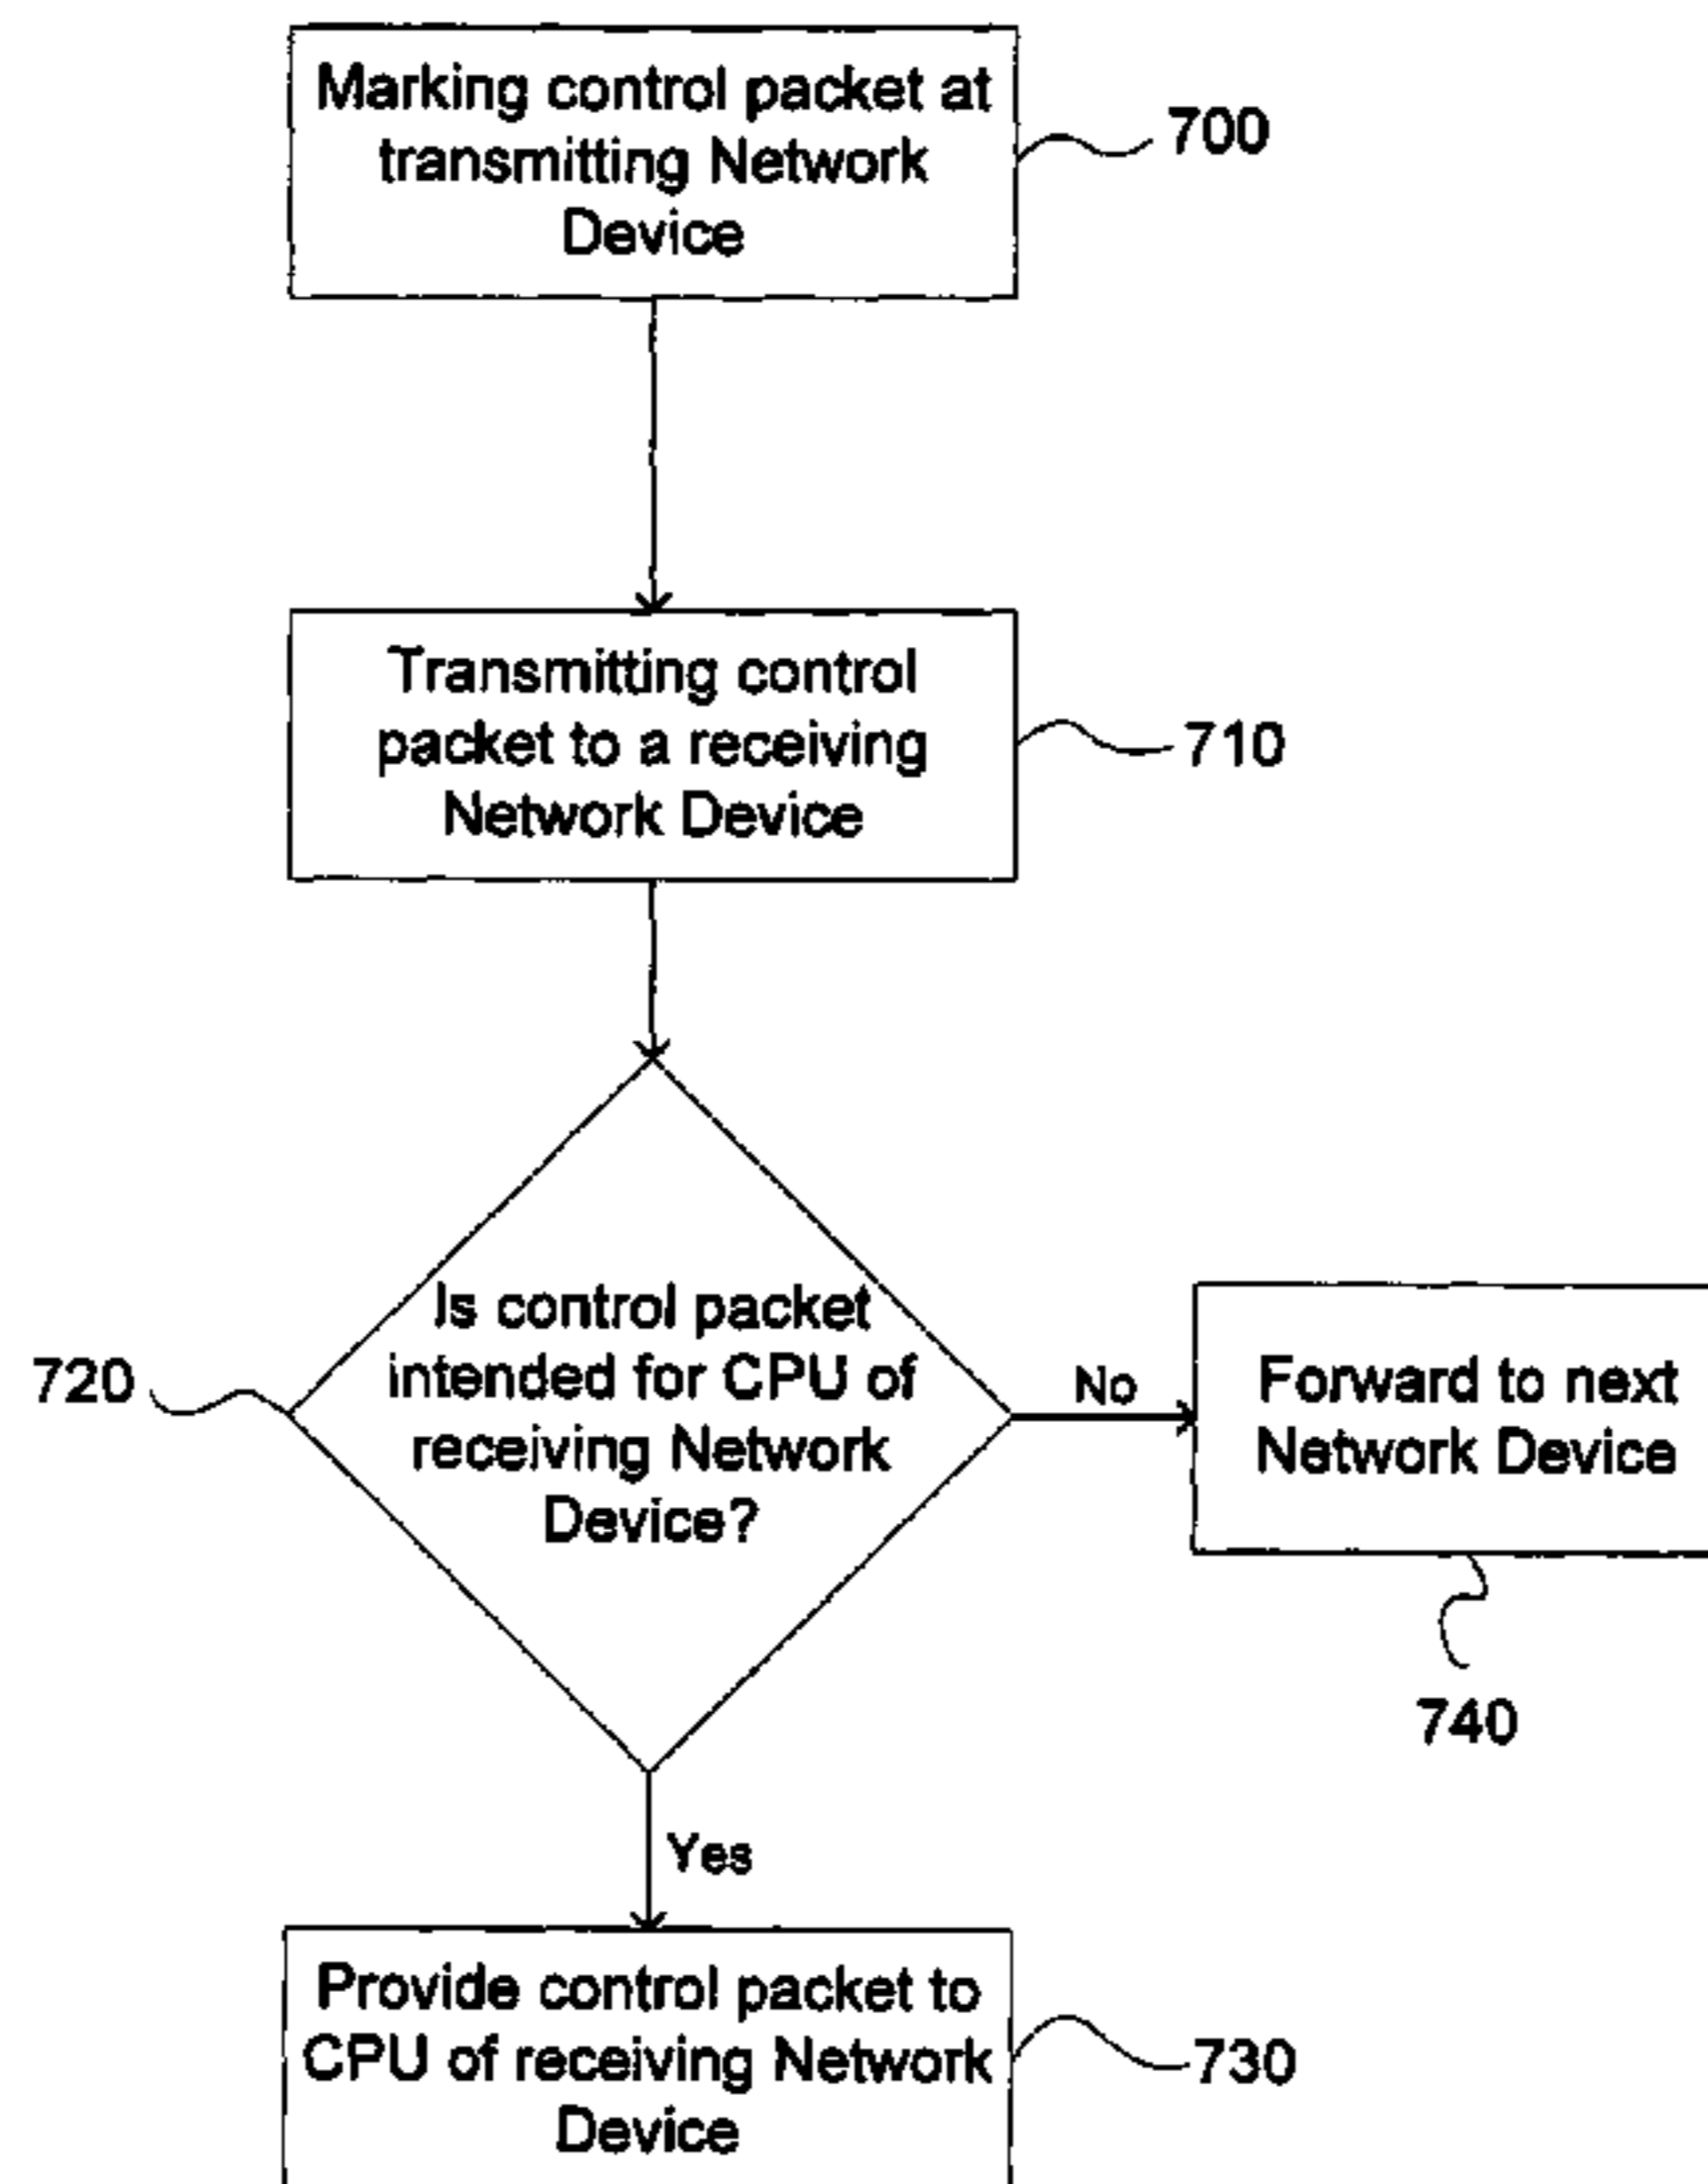 Marking control packet at
transmitting Network
Device
700
Transmitting control
packet to a receiving
Network Device
710
Is control packet
intended for CPU of
receiving Network
Device?
720
No
Forward to next
Network Device
740
Yes
Provide control packet to
CPU of receiving Network
Device
730